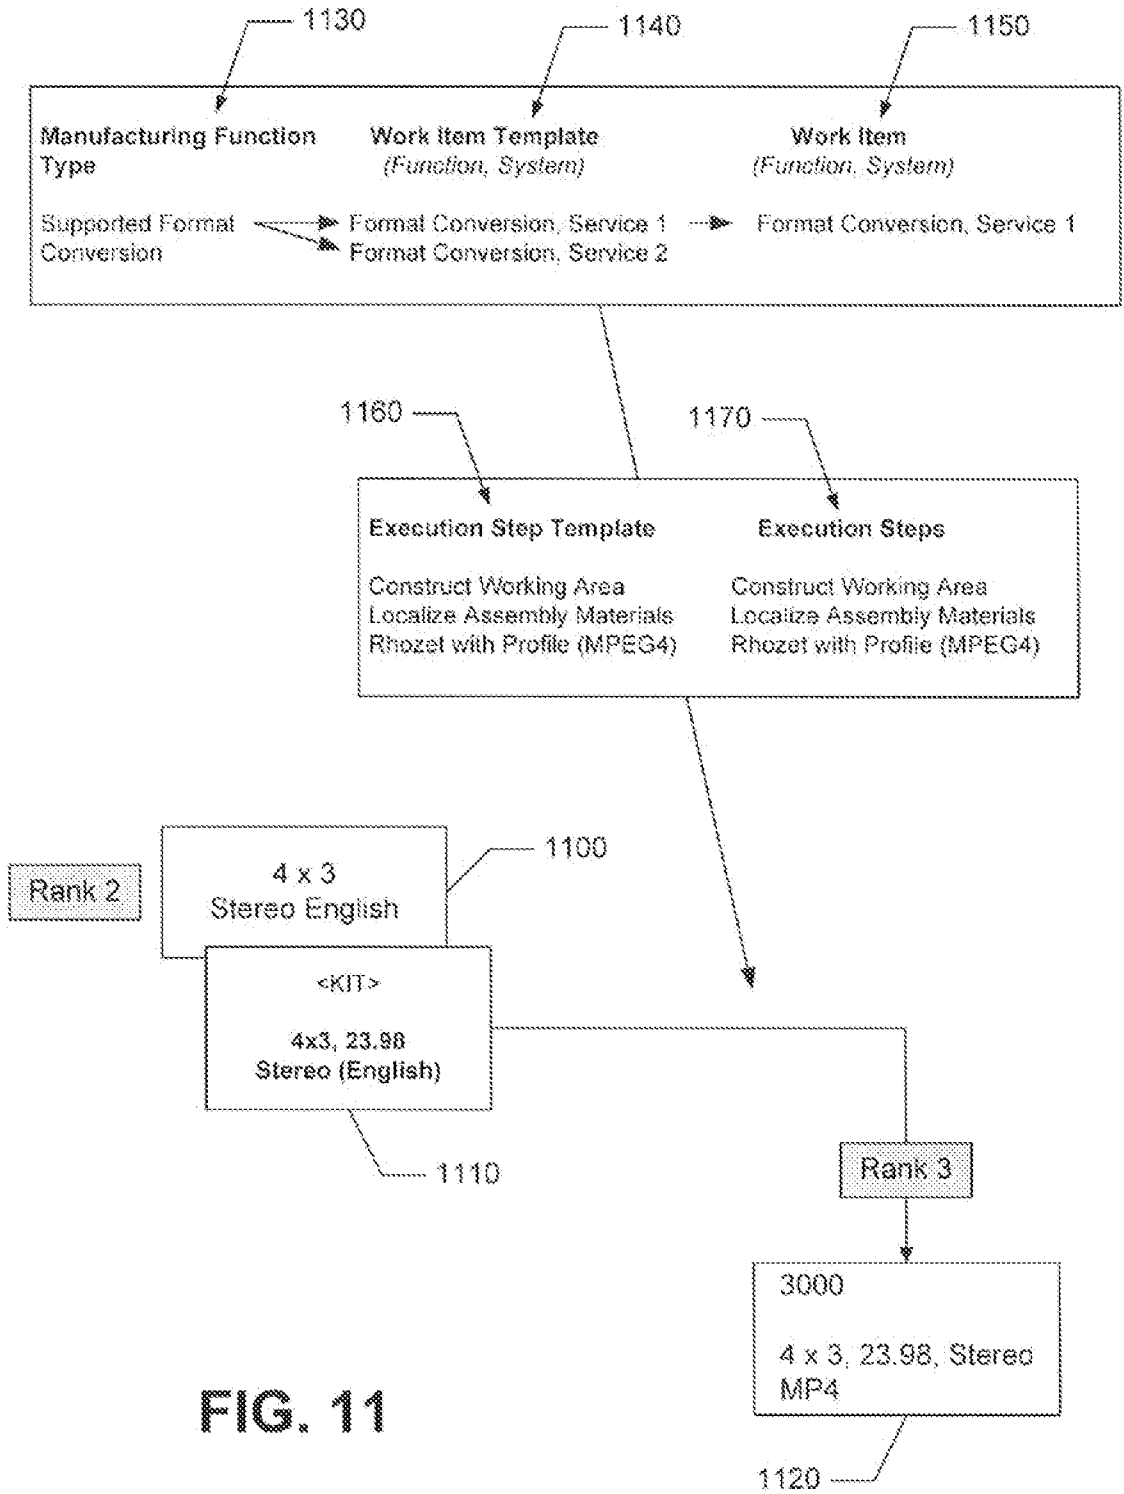 1130
1140
1150
Manufacturing Function
Type
Work Item Template
(Function, System)
Work Item
(Function, System)
Supported Format
Conversion
Format Conversion, Service 1
Format Conversion, Service 2
Format Conversion, Service 1
1160
1170
Execution Step Template
Execution Steps
Construct Working Area
Localize Assembly Materials
Rhozet with Profile (MPEG4)
Construct Working Area
Localize Assembly Materials
Rhozet with Profile (MPEG4)
1100
Rank 2
4 x 3
Stereo English
<KIT>
4x3, 23.98
Stereo (English)
1110
Rank 3
3000
4 x 3, 23.98, Stereo
MP4
FIG. 11
1120